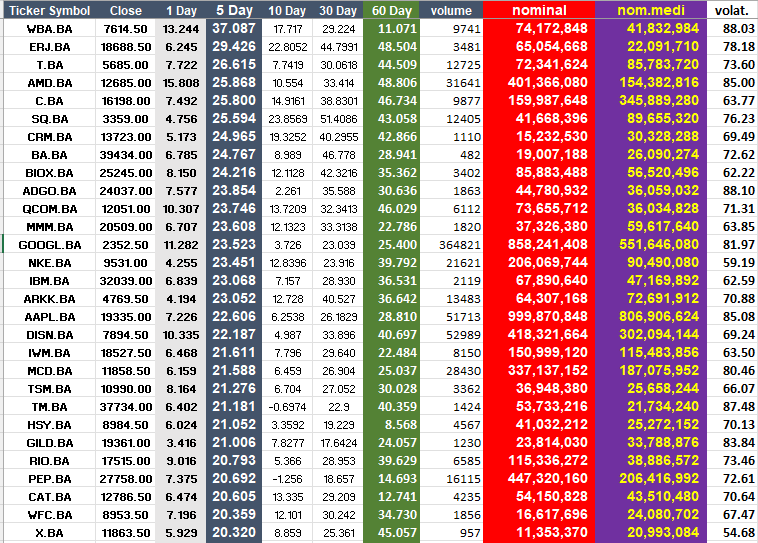 Ticker Symbol Close 1 Day 5 Day 10 Day 30 Day 60 Day volume nominal nom.medi volat.
WBA.BA 7614.50 13.244 37.087 17.717 29.224 11.071 9741 74,172,848 41,832,984 88.03
ERJ.BA 18688.50 6.245 29.426 22.8052 44.7991 48.504 3481 65,054,668 22,091,710 78.18
T.BA 5685.00 7.722 26.615 7.7419 30.0618 44.509 12725 72,341,624 85,783,720 73.60
AMD.BA 12685.00 15.808 25.868 10.554 33.414 48.806 31641 401,366,080 154,382,816 85.00
C.BA 16198.00 7.492 25.800 14.9161 38.8301 46.734 9877 159,987,648 345,889,280 63.77
SQ.BA 3359.00 4.756 25.594 23.8569 51.4086 43.058 12405 41,668,396 89,655,320 76.23
CRM.BA 13723.00 5.173 24.965 19.3252 40.2955 42.866 1110 15,232,530 30,328,288 69.49
BA.BA 39434.00 6.785 24.767 8.989 46.778 28.941 482 19,007,188 26,090,274 72.62
BIOX.BA 25245.00 8.150 24.216 12.1128 42.3216 35.362 3402 85,883,488 56,520,496 62.22
ADGO.BA 24037.00 7.577 23.854 2.261 35.588 30.636 1863 44,780,932 36,059,032 88.10
QCOM.BA 12051.00 10.307 23.746 13.7209 32.3413 46.029 6112 73,655,712 36,034,828 71.31
MMM.BA 20509.00 6.707 23.608 12.1323 33.3138 22.786 1820 37,326,380 59,617,640 63.85
GOOGL.BA 2352.50 11.282 23.523 3.726 23.039 25.400 364821 858,241,408 551,646,080 81.97
NKE.BA 9531.00 4.255 23.451 12.8396 23.916 39.792 21621 206,069,744 90,490,080 59.19
IBM.BA 32039.00 6.839 23.068 7.157 28.930 36.531 2119 67,890,640 47,169,892 62.59
ARKK.BA 4769.50 4.194 23.052 12.728 40.527 36.642 13483 64,307,168 72,691,912 70.88
AAPL.BA 19335.00 7.226 22.606 6.2538 26.1829 28.810 51713 999,870,848 806,906,624 85.08
DISN.BA 7894.50 10.335 22.187 4.987 33.896 40.697 52989 418,321,664 302,094,144 69.24
IWM.BA 18527.50 6.468 21.611 7.796 29.640 22.484 8150 150,999,120 115,483,856 63.50
MCD.BA 11858.50 6.159 21.588 6.459 26.904 25.037 28430 337,137,152 187,075,952 80.46
TSM.BA 10990.00 8.164 21.276 6.704 27.052 30.028 3362 36,948,380 25,658,244 66.07
TM.BA 37734.00 6.402 21.181 -0.6974 22.9 40.359 1424 53,733,216 21,734,240 87.48
HSY.BA 8984.50 6.024 21.052 3.3592 19.229 8.568 4567 41,032,212 25,272,152 70.13
GILD.BA 19361.00 3.416 21.006 7.8277 17.6424 24.057 1230 23,814,030 33,788,876 83.84
RIO.BA 17515.00 9.016 20.793 5.366 28.953 39.629 6585 115,336,272 38,886,572 73.46
PEP.BA 27758.00 7.375 20.692 -1.256 18.657 14.693 16115 447,320,160 206,416,992 72.61
CAT.BA 12786.50 6.474 20.605 13.335 29.209 12.741 4235 54,150,828 43,510,480 70.64
WFC.BA 8953.50 7.196 20.359 12.101 30.242 34.730 1856 16,617,696 24,080,702 67.47
X.BA 11863.50 5.929 20.320 8.859 25.361 45.057 957 11,353,370 20,993,084 54.68